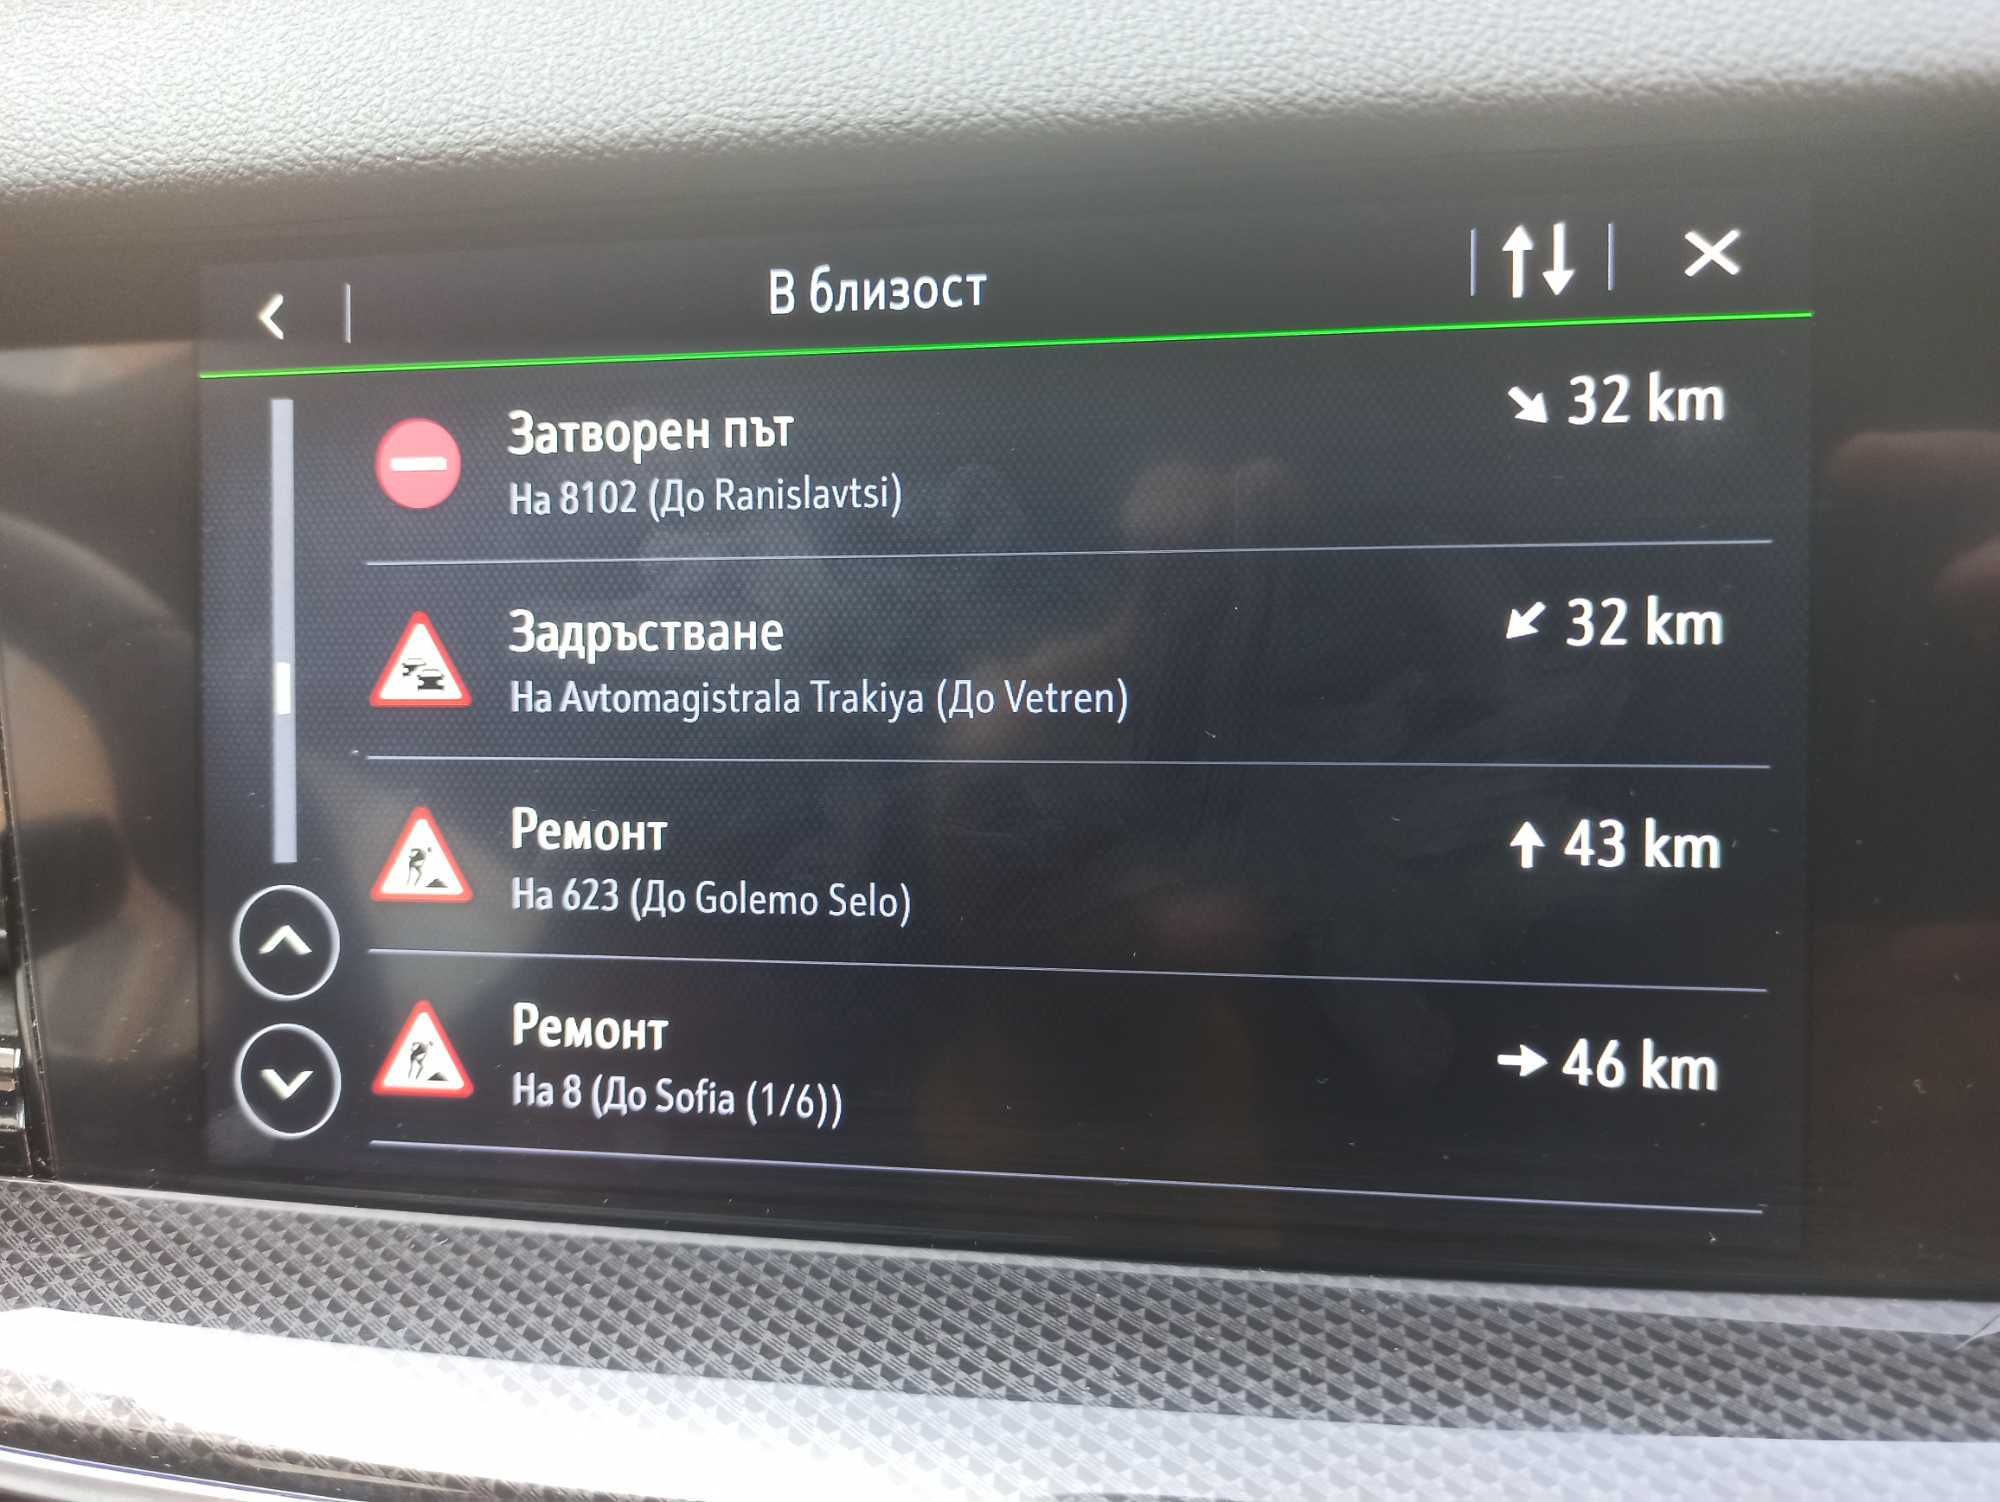 В близост
Затворен път
32 km
На 8102 (До Ranislavtsi)
Задръстване
32 km
На Avtomagistrala Trakiya (До Vetren)
Ремонт
43 km
На 623 (До Golemo Selo)
Ремонт
46 km
На 8 (До Sofia (1/6))